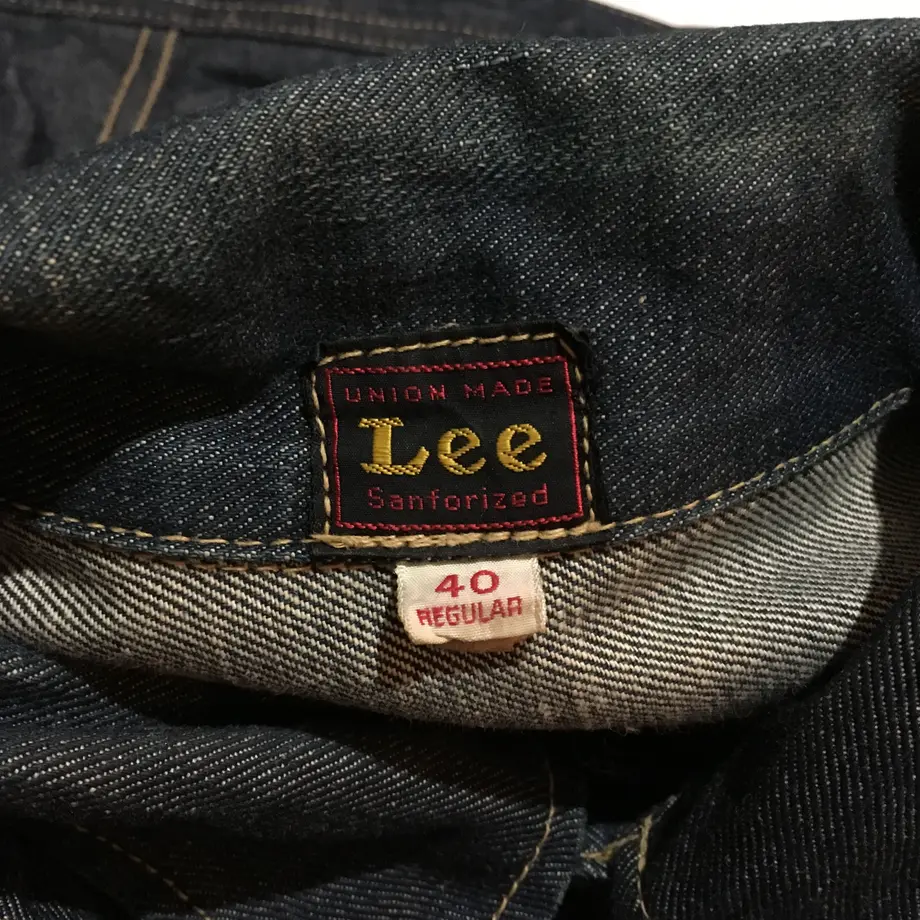 UNION MADE
Lee
Sanforized
40
REGULAR